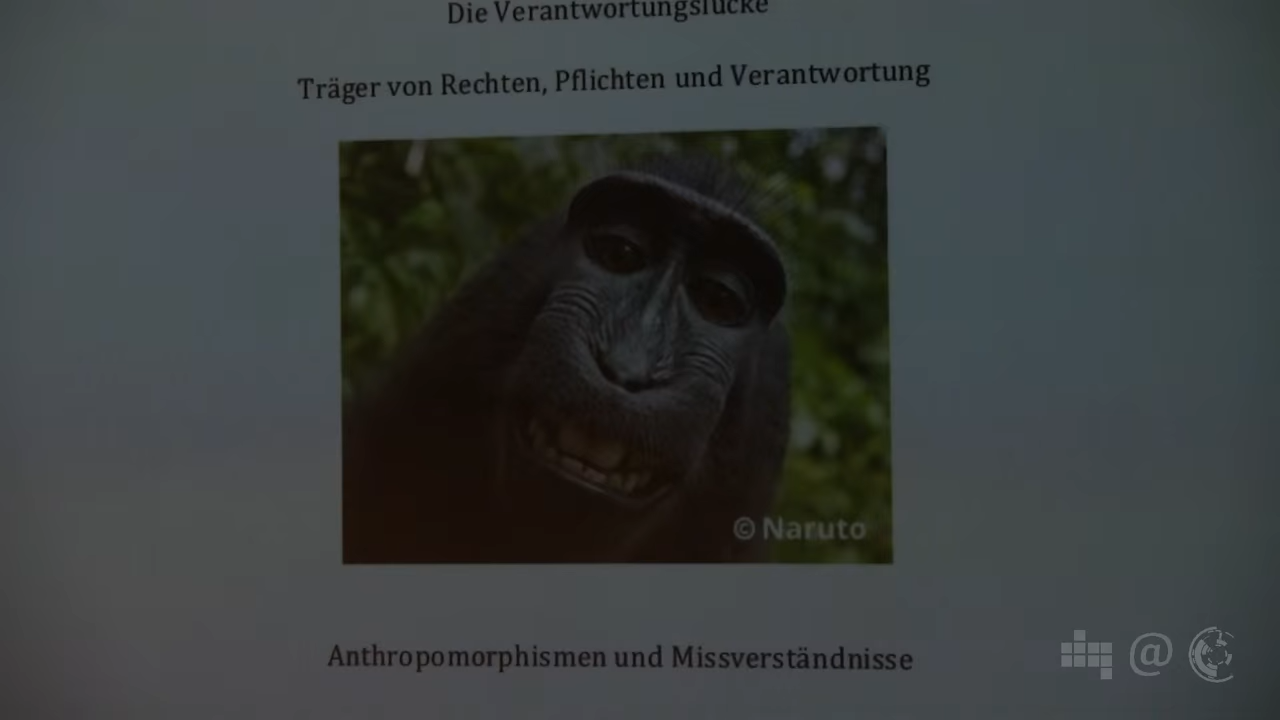 Die Verantwortungslücke
Träger von Rechten, Pflichten und Verantwortung
© Naruto
Anthropomorphismen und Missverständnisse
@